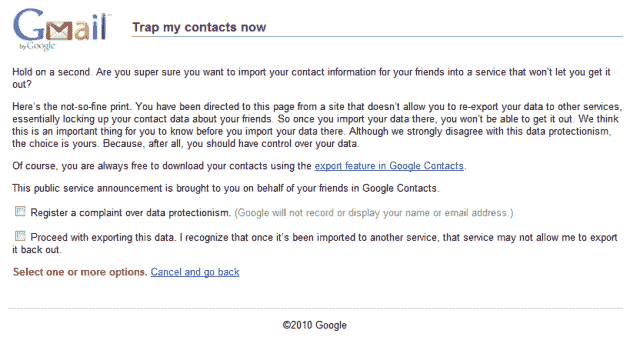 Gmail™
by Google
Trap my contacts now
Hold on a second. Are you super sure you want to import your contact information for your friends into a service that won't let you get it
out?
Here's the not-so-fine print. You have been directed to this page from a site that doesn't allow you to re-export your data to other services,
essentially locking up your contact data about your friends. So once you import your data there, you won't be able to get it out. We think
this is an important thing for you to know before you import your data there. Although we strongly disagree with this data protectionism,
the choice is yours. Because, after all, you should have control over your data.
Of course, you are always free to download your contacts using the export feature in Google Contacts.
This public service announcement is brought to you on behalf of your friends in Google Contacts.
Register a complaint over data protectionism. (Google will not record or display your name or email address.)
Proceed with exporting this data. I recognize that once it's been imported to another service, that service may not allow me to export
it back out.
Select one or more options. Cancel and go back
©2010 Google